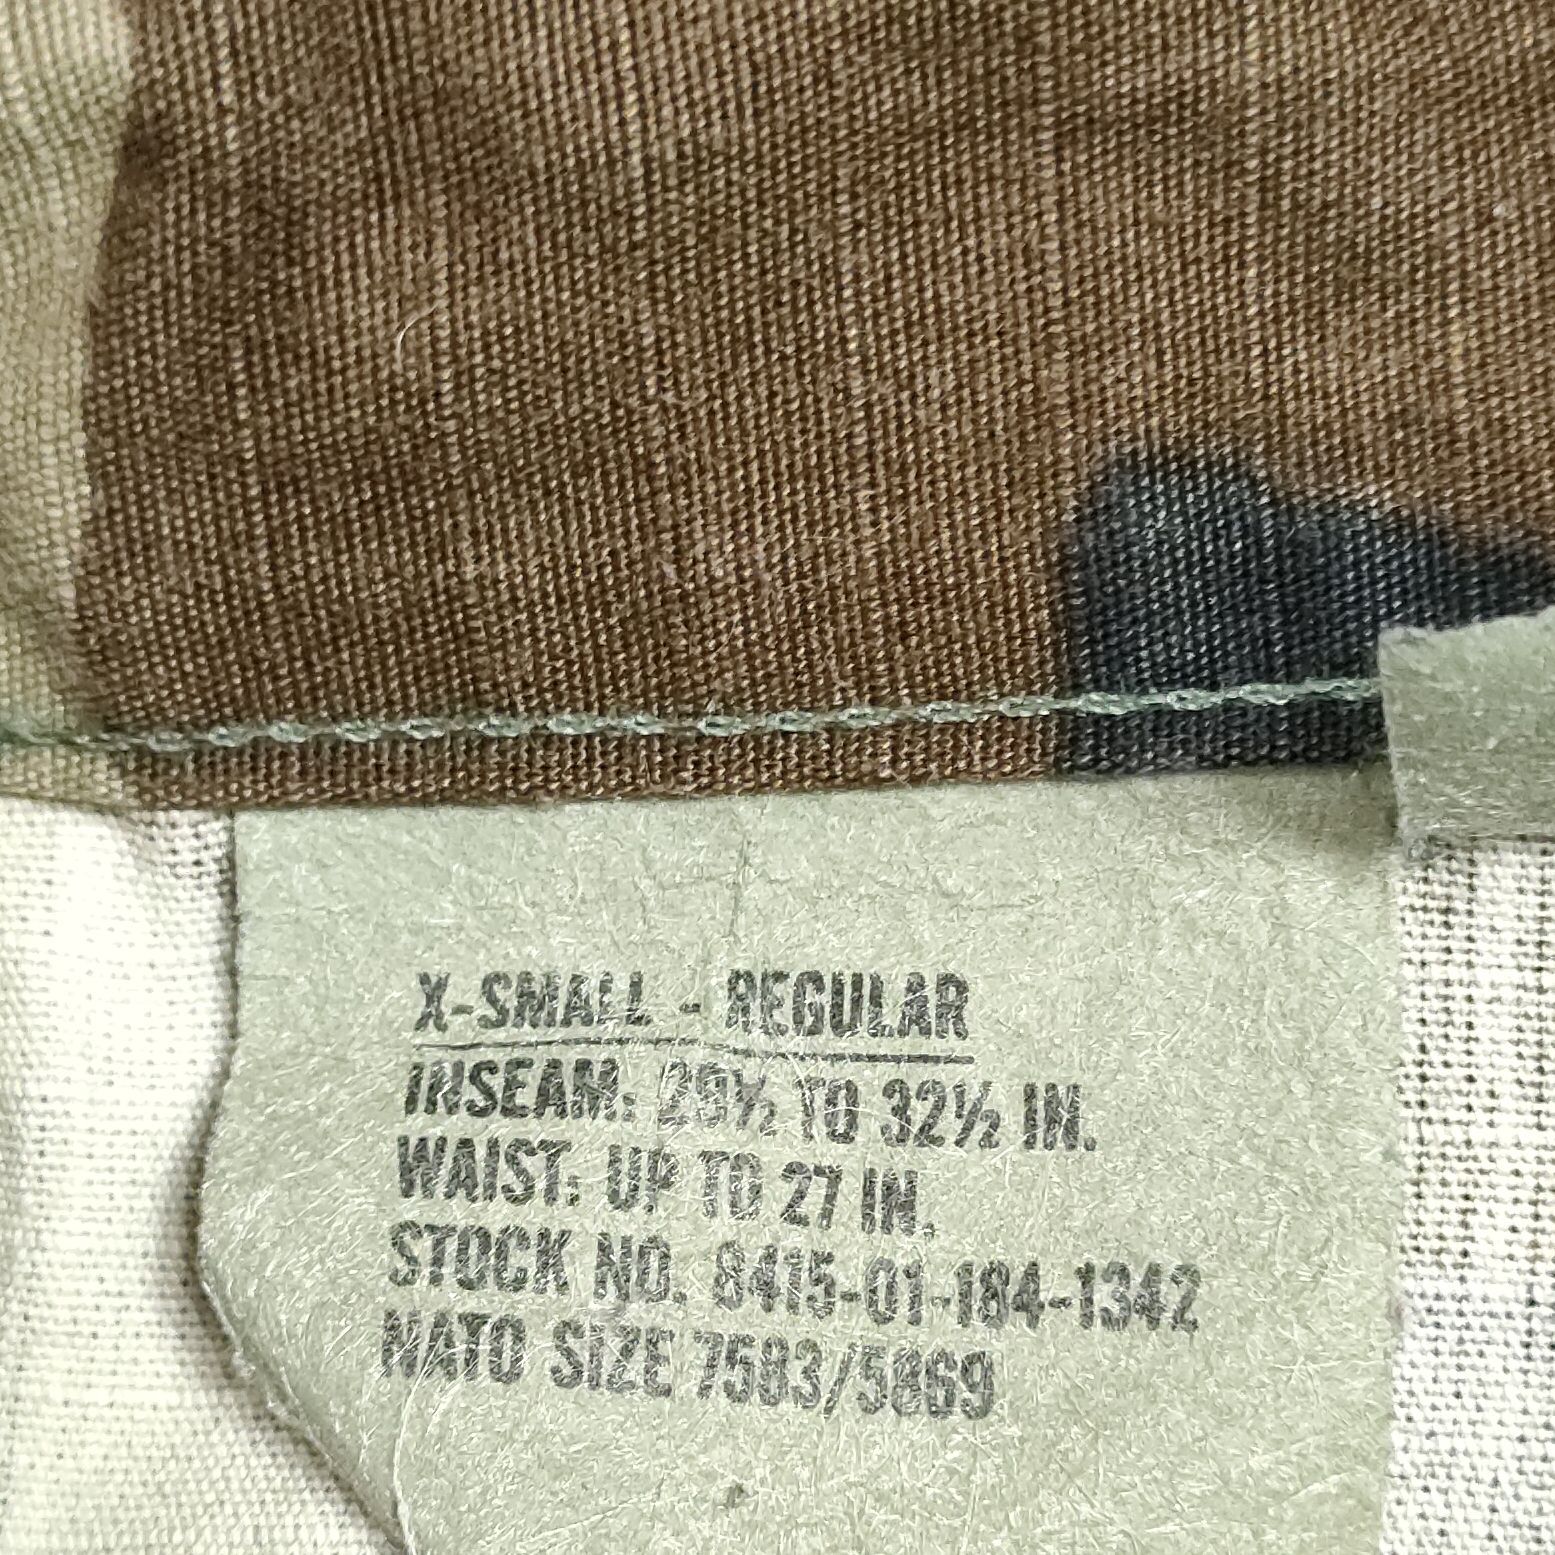 X-SMALL - REGULAR
INSEAM: 29½ TO 32½ IN.
WAIST: UP TO 27 IN.
STOCK NO. 8415-01-184-1342
NATO SIZE 7583/5869